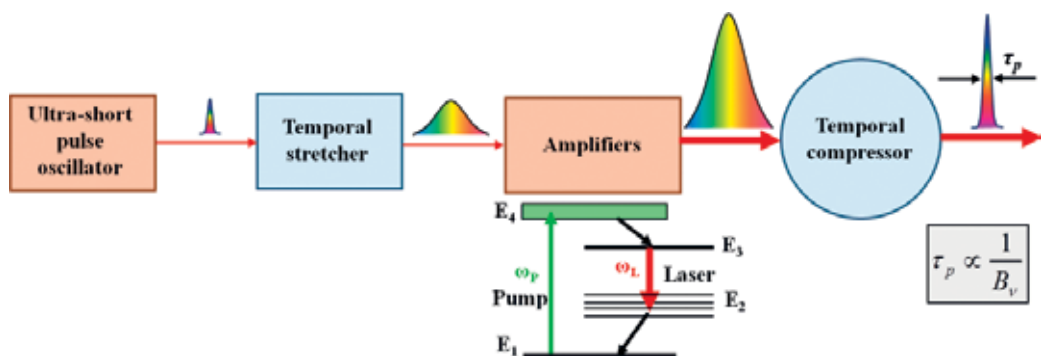 Ultra-short
pulse
oscillator
Temporal
stretcher
Amplifiers
Temporal
compressor
τp
E4
E3
ωP
ωL
Laser
Pump
E2
E1
τp ∝ 1/Bν